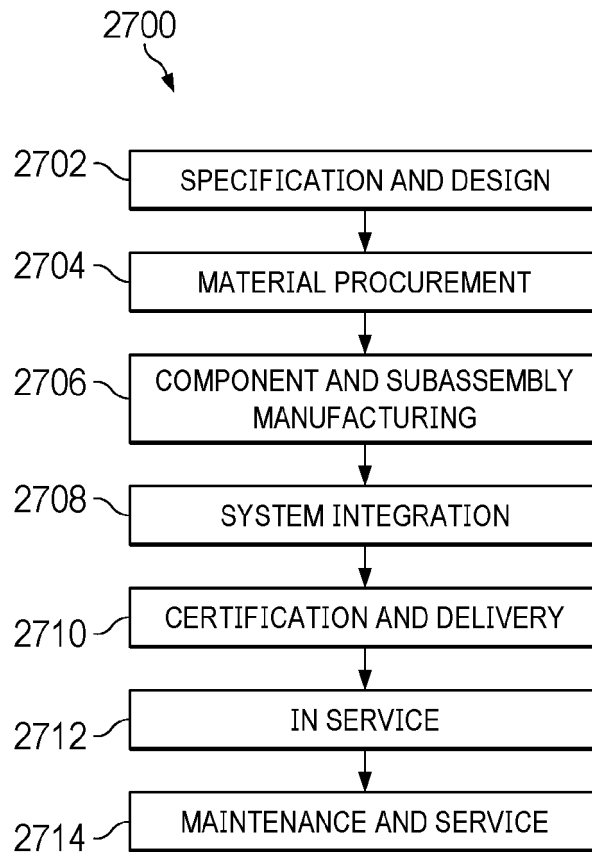 2700
2702
SPECIFICATION AND DESIGN
2704
MATERIAL PROCUREMENT
2706
COMPONENT AND SUBASSEMBLY
MANUFACTURING
2708
SYSTEM INTEGRATION
2710
CERTIFICATION AND DELIVERY
2712
IN SERVICE
2714
MAINTENANCE AND SERVICE